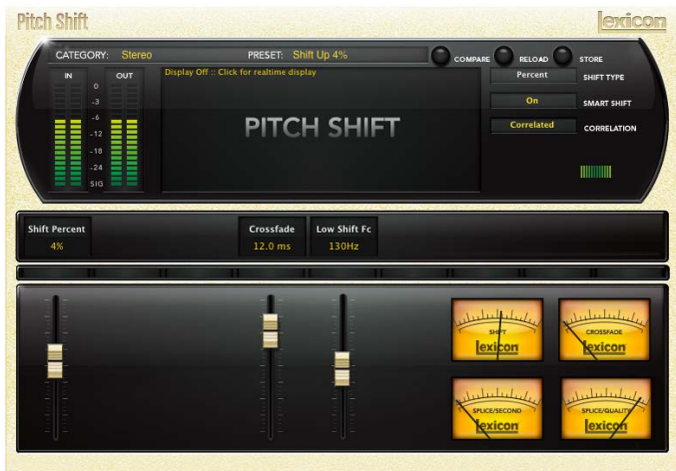 Pitch Shift
lexicon
CATEGORY: Stereo PRESET: Shift Up 4% COMPARE RELOAD STORE
IN OUT
0
-3
-6
-12
-18
-24
SIG
Display Off :: Click for realtime display
PITCH SHIFT
Percent SHIFT TYPE
On SMART SHIFT
Correlated CORRELATION
Shift Percent Crossfade Low Shift Fc
4% 12.0 ms 130Hz
SHIFT CROSSFADE
lexicon lexicon
SPLICE/SECOND SPLICE/QUALITY
lexicon lexicon